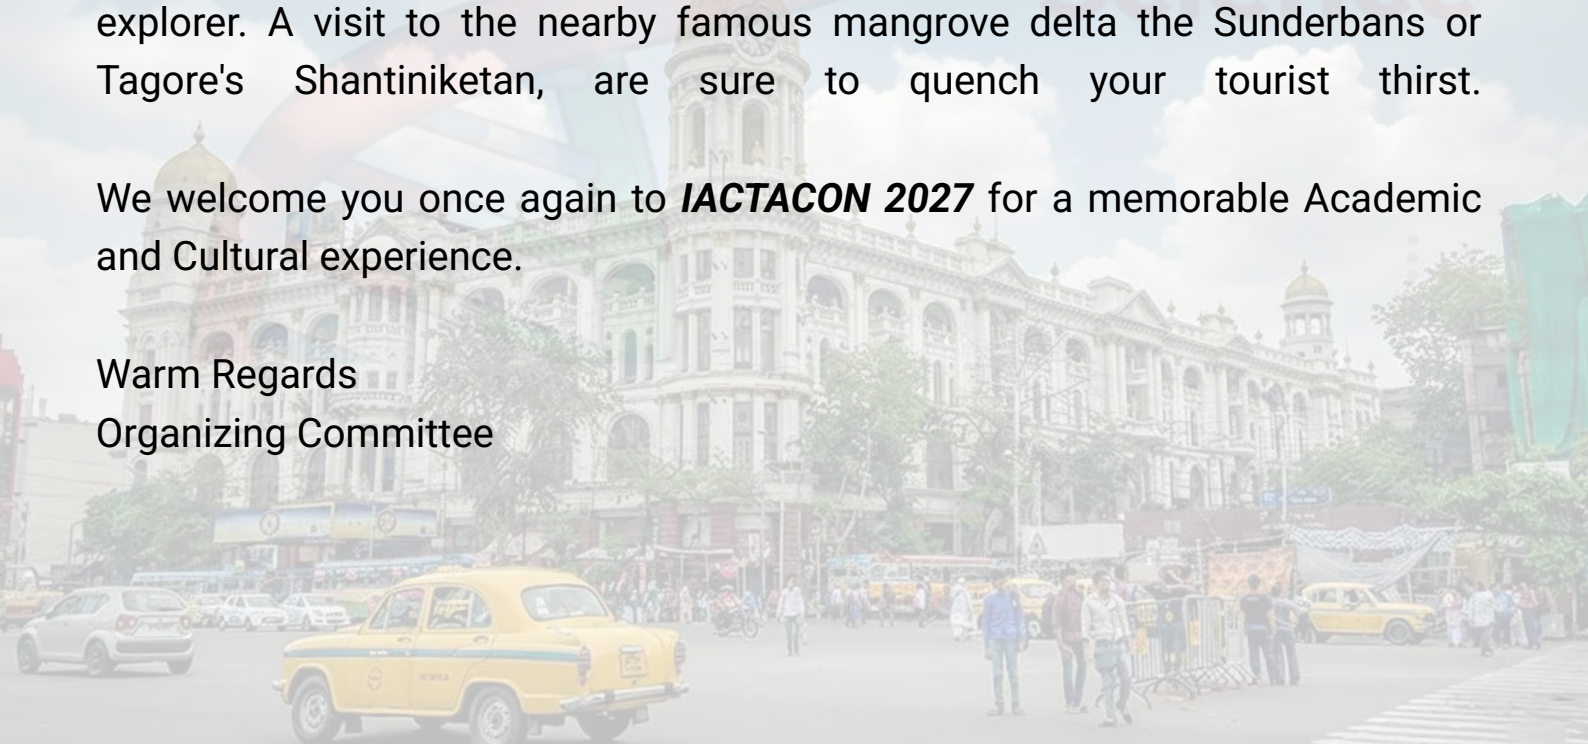 explorer. A visit to the nearby famous mangrove delta the Sunderbans or
Tagore's Shantiniketan, are sure to quench your tourist thirst.
We welcome you once again to IACTACON 2027 for a memorable Academic
and Cultural experience.
Warm Regards
Organizing Committee